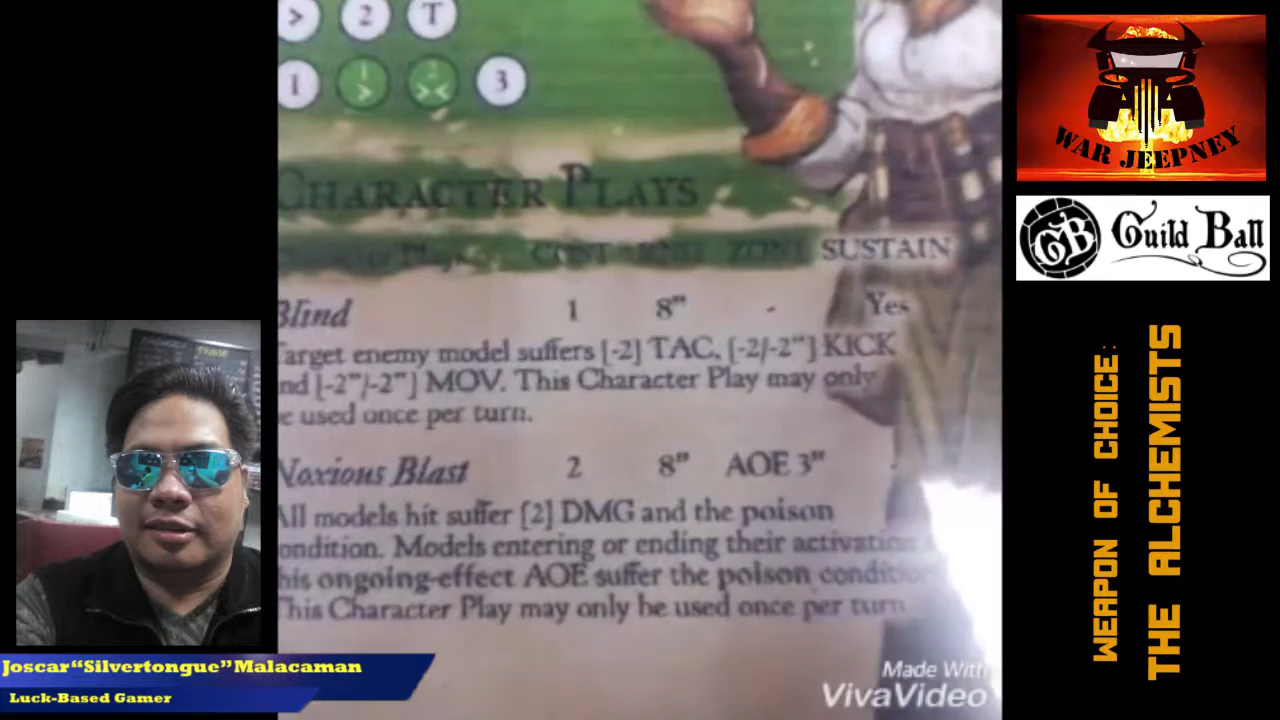 > 2 T
1 1 > 2 >< 3
CHARACTER PLAYS
COST ZONE SUSTAIN
Blind 1 8" - Yes
Target enemy model suffers [-2] TAC, [-2/-2"] KICK
and [-2"/-2"] MOV. This Character Play may only
be used once per turn.
Noxious Blast 2 8" AOE 3" -
All models hit suffer [2] DMG and the poison
condition. Models entering or ending their activation
this ongoing-effect AOE suffer the poison condition
This Character Play may only be used once per turn
Made With
VivaVideo
Joscar "Silvertongue" Malacaman
Luck-Based Gamer
WAR JEEPNEY
GB Guild Ball
WEAPON OF CHOICE:
THE ALCHEMISTS